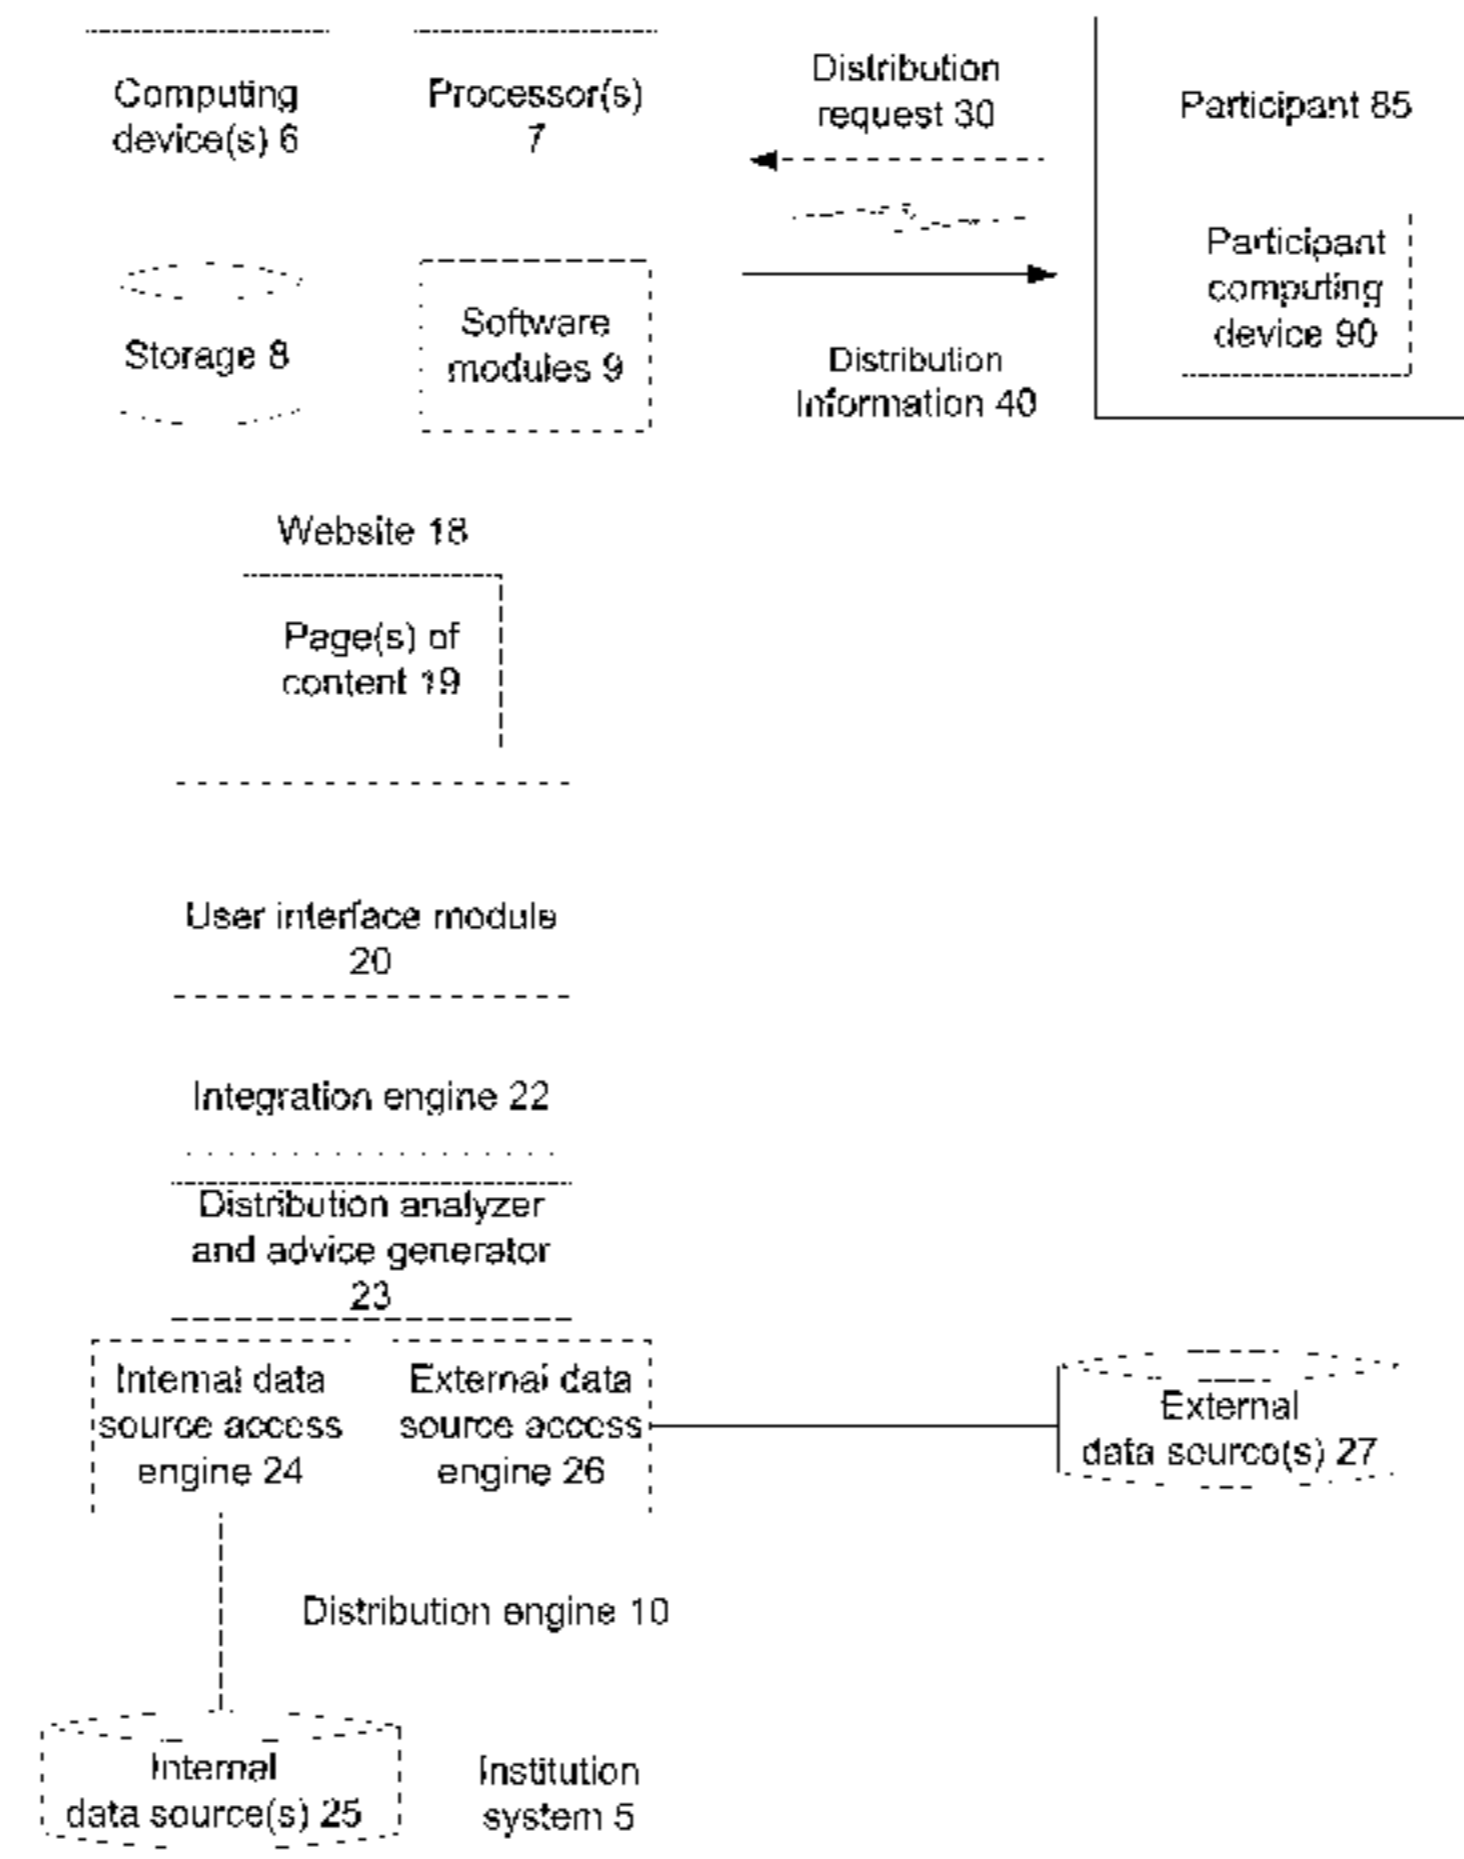 Computing
device(s) 6
Processor(s)
7
Distribution
request 30
Participant 85
Participant
computing
device 90
Storage 8
Software
modules 9
Distribution
Information 40
Website 18
Page(s) of
content 19
User interface module
20
Integration engine 22
Distribution analyzer
and advice generator
23
Internal data
source access
engine 24
External data
source access
engine 26
External
data source(s) 27
Distribution engine 10
Internal
data source(s) 25
Institution
system 5